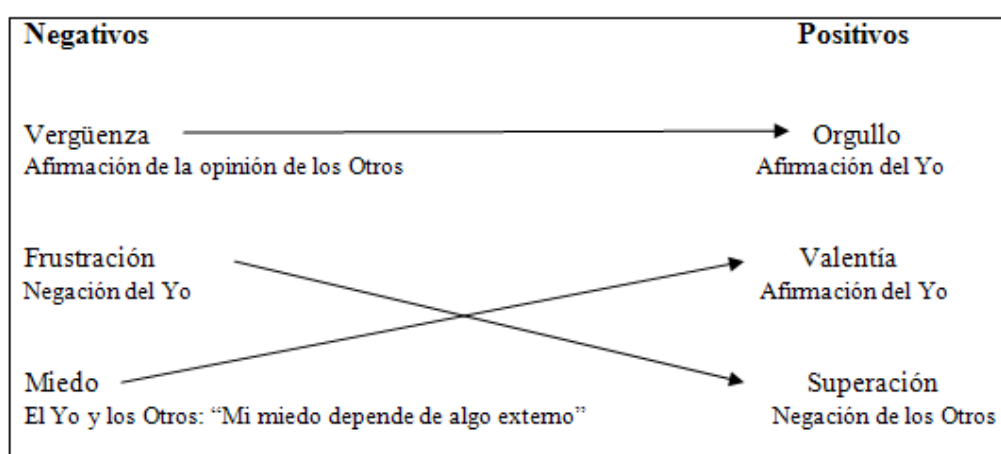 Negativos Positivos
Vergüenza Orgullo
Afirmación de la opinión de los Otros Afirmación del Yo
Frustración Valentía
Negación del Yo Afirmación del Yo
Miedo Superación
El Yo y los Otros: “Mi miedo depende de algo externo” Negación de los Otros